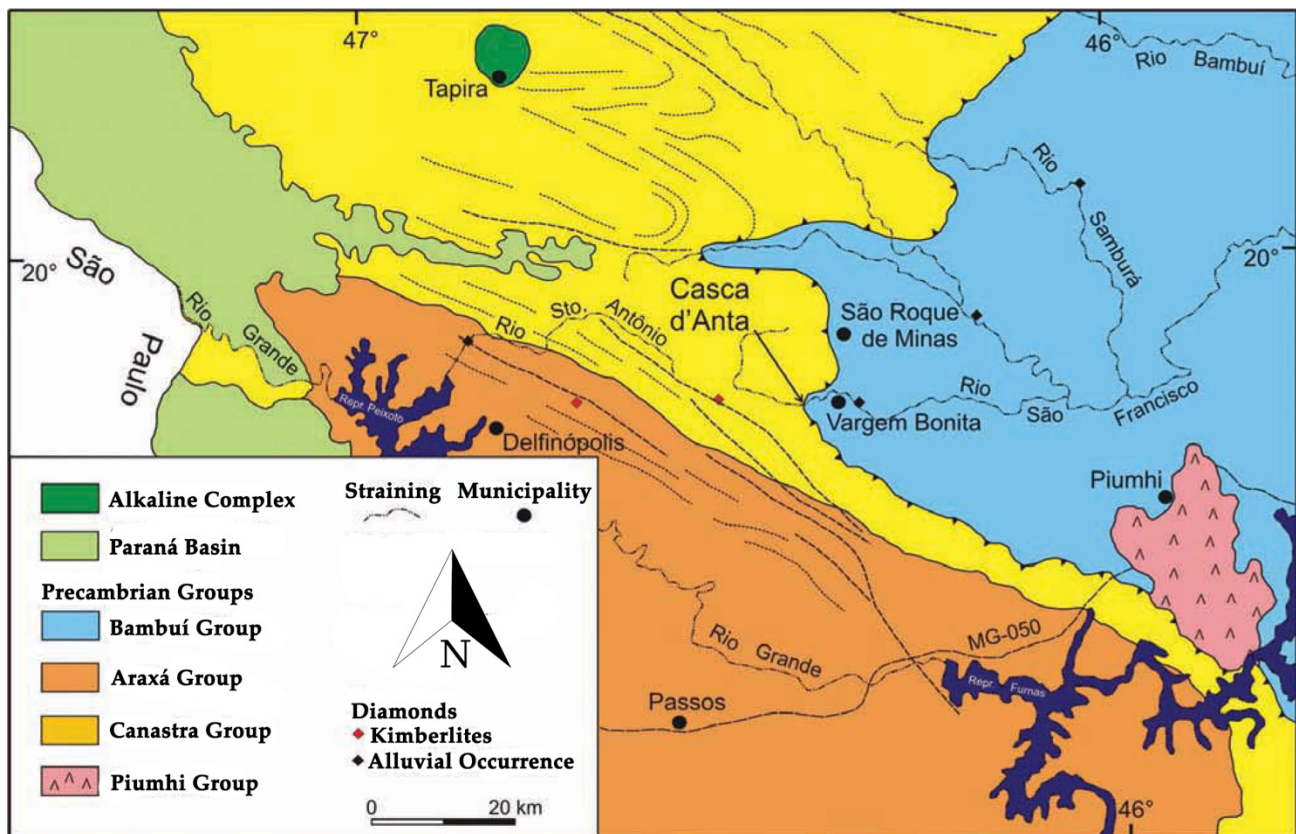 47°
46°
Rio Bambuí
Tapira
Rio
Samburá
20°
20°
São
Paulo
Rio
Grande
Casca
d'Anta
São Roque
de Minas
Rio
Sto.
Antônio
Repr. Peixoto
Delfinópolis
Vargem Bonita
Rio
São
Francisco
Piumhi
Alkaline Complex
Paraná Basin
Precambrian Groups
Bambuí Group
Araxá Group
Canastra Group
Piumhi Group
Straining
Municipality
N
Diamonds
Kimberlites
Alluvial Occurrence
0 20 km
Rio Grande
MG-050
Passos
Repr. Furnas
46°